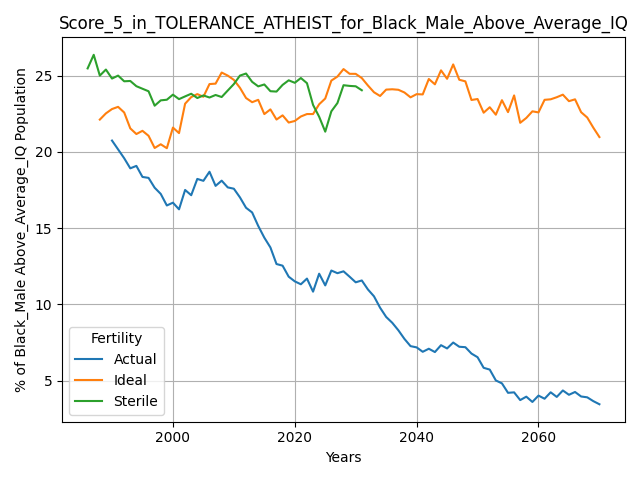 Score_5_in_TOLERANCE_ATHEIST_for_Black_Male_Above_Average_IQ
% of Black_Male Above_Average_IQ Population
25
20
15
10
5
Fertility
Actual
Ideal
Sterile
2000
2020
2040
2060
Years